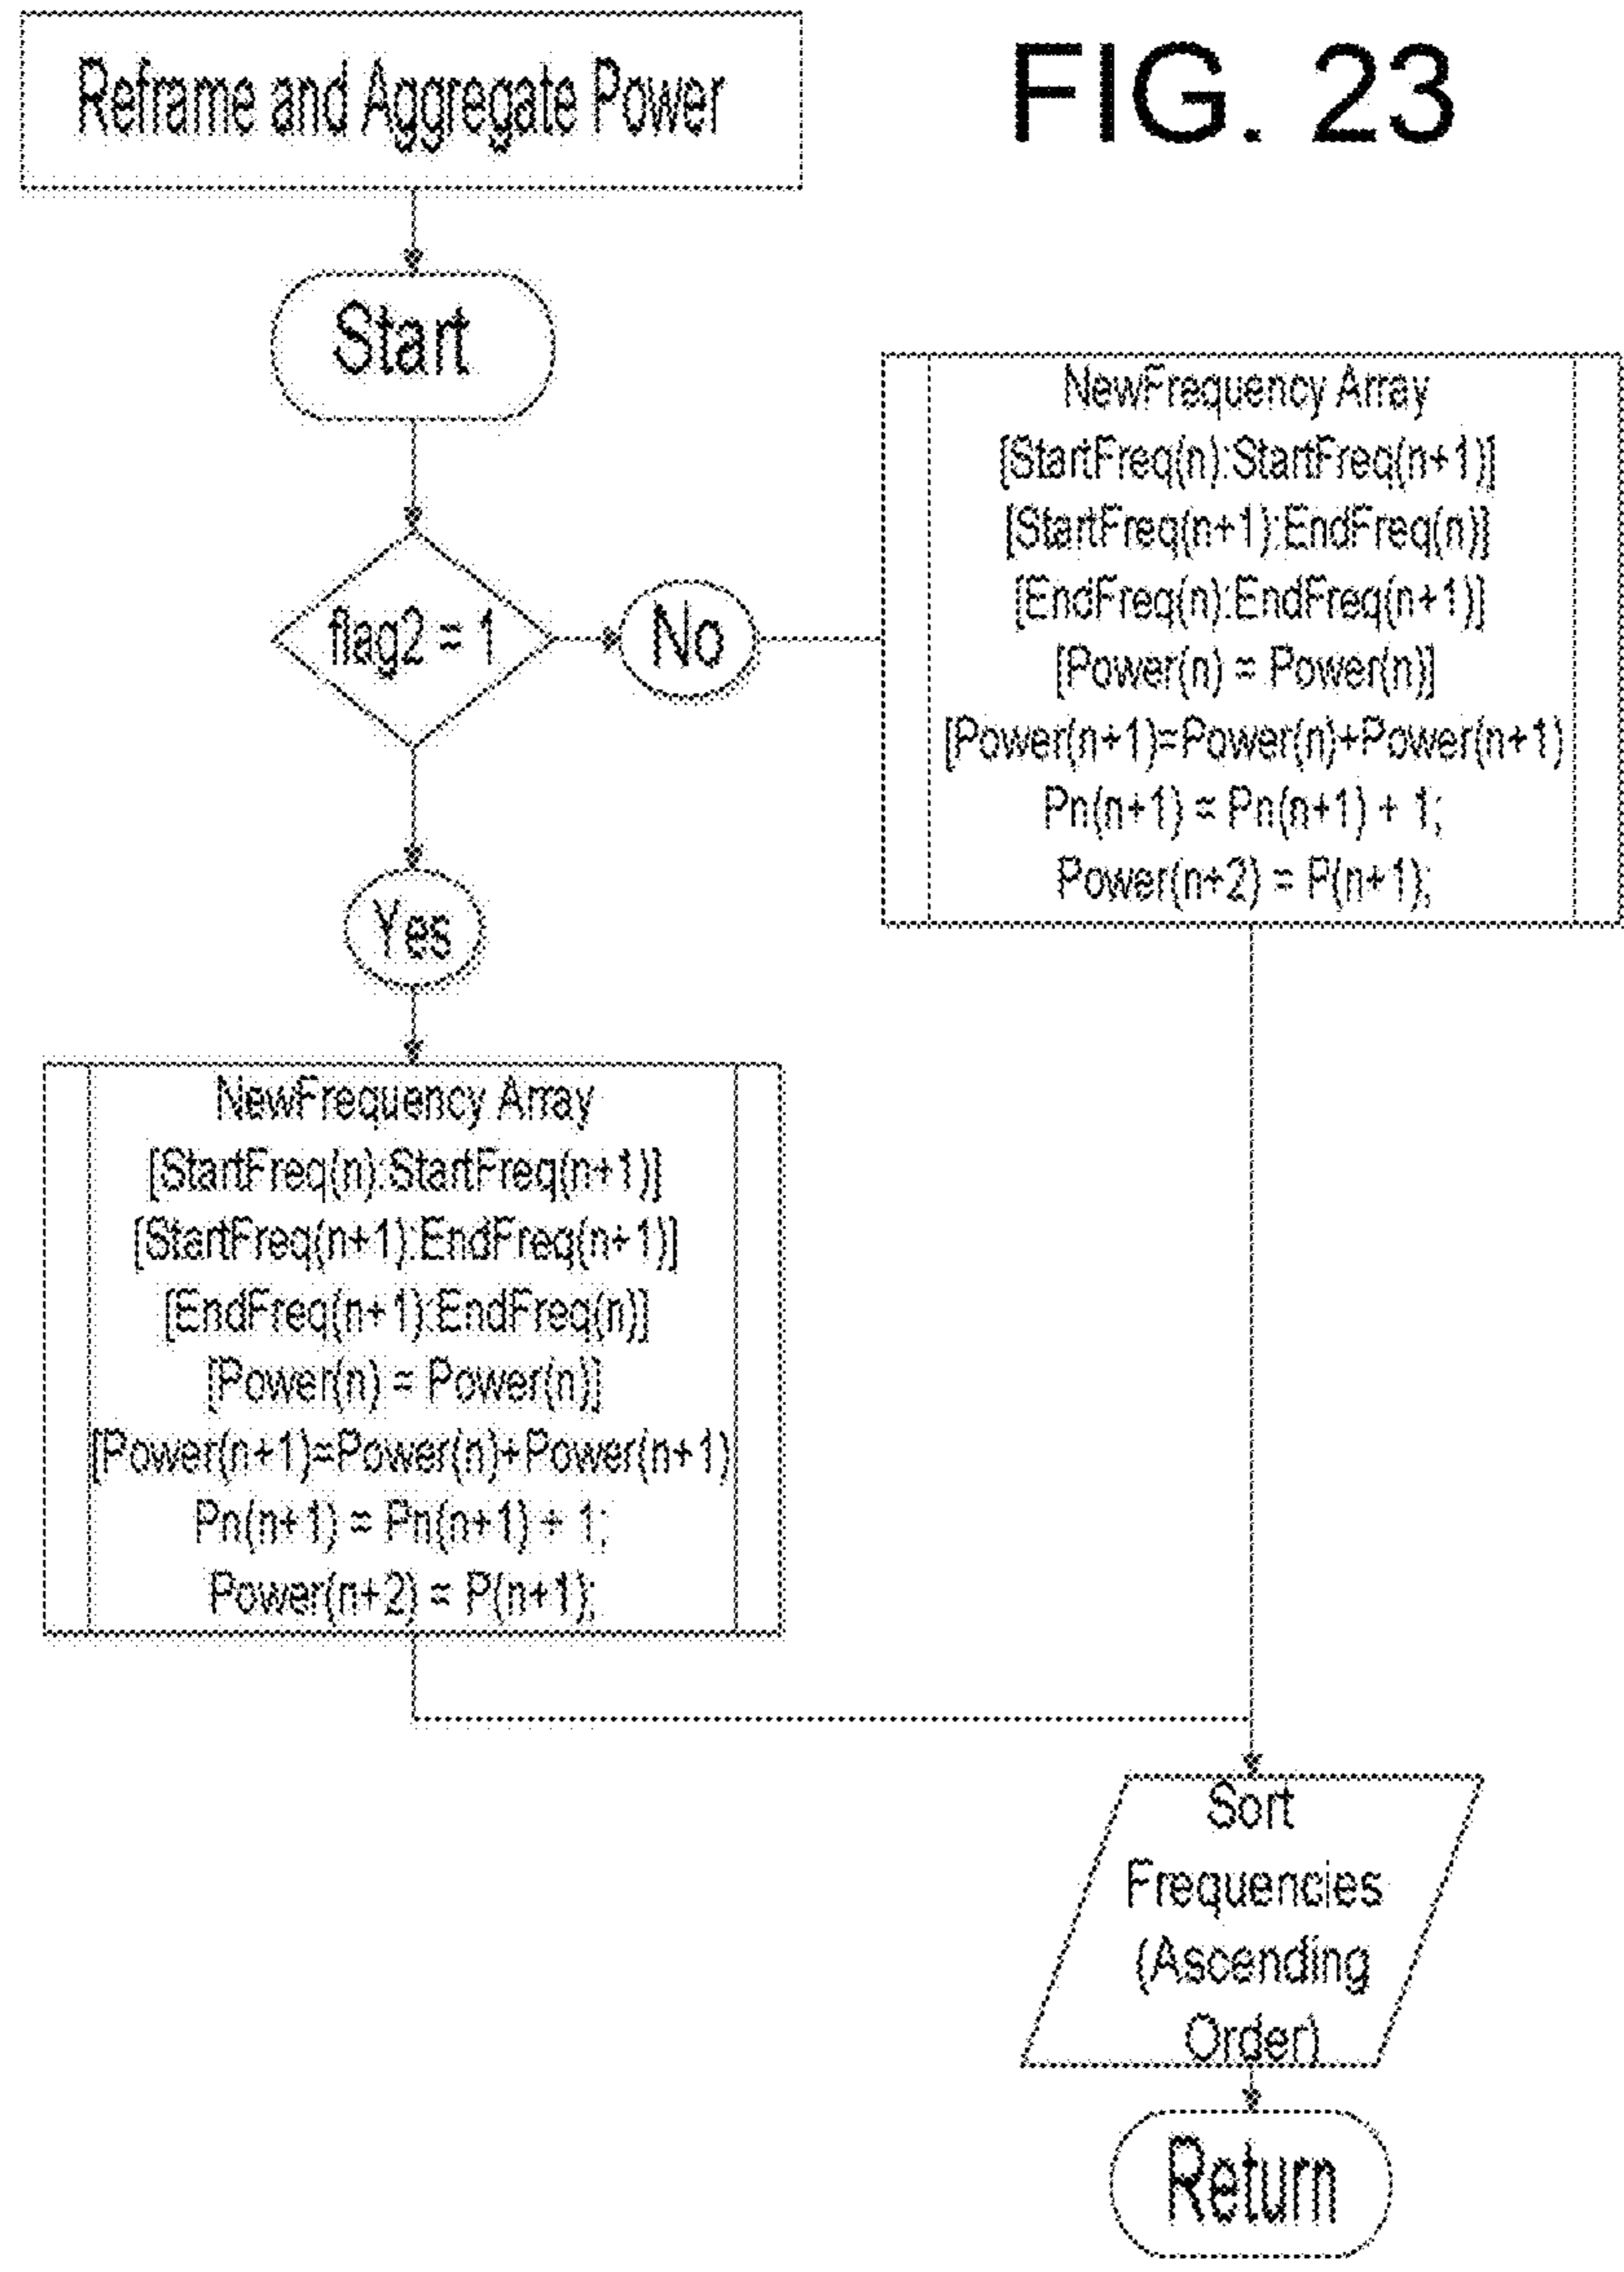 Reframe and Aggregate Power
FIG. 23
Start
flag2 = 1
No
NewFrequency Array
[StartFreq(n):StartFreq(n+1)]
[StartFreq(n+1):EndFreq(n)]
[EndFreq(n):EndFreq(n+1)]
[Power(n) = Power(n)]
[Power(n+1)=Power(n)+Power(n+1)
Pn(n+1) = Pn(n+1) + 1;
Power(n+2) = P(n+1);
Yes
NewFrequency Array
[StartFreq(n):StartFreq(n+1)]
[StartFreq(n+1):EndFreq(n+1)]
[EndFreq(n+1):EndFreq(n)]
[Power(n) = Power(n)]
[Power(n+1)=Power(n)+Power(n+1)
Pn(n+1) = Pn(n+1) + 1;
Power(n+2) = P(n+1);
Sort
Frequencies
(Ascending
Order)
Return